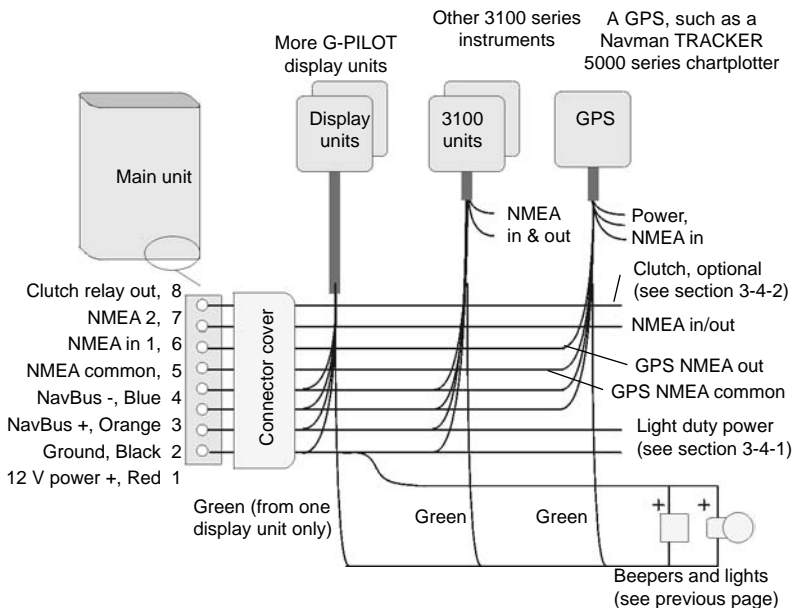 Other 3100 series
instruments
A GPS, such as a
Navman TRACKER
5000 series chartplotter
More G-PILOT
display units
Display
units
3100
units
GPS
Main unit
NMEA
in & out
Power,
NMEA in
Clutch, optional
(see section 3-4-2)
Clutch relay out, 8
NMEA 2, 7
NMEA in 1, 6
NMEA common, 5
NavBus -, Blue 4
NavBus +, Orange 3
Ground, Black 2
12 V power +, Red 1
Connector cover
NMEA in/out
GPS NMEA out
GPS NMEA common
Light duty power
(see section 3-4-1)
Green (from one
display unit only)
Green
Green
+
+
Beepers and lights
(see previous page)